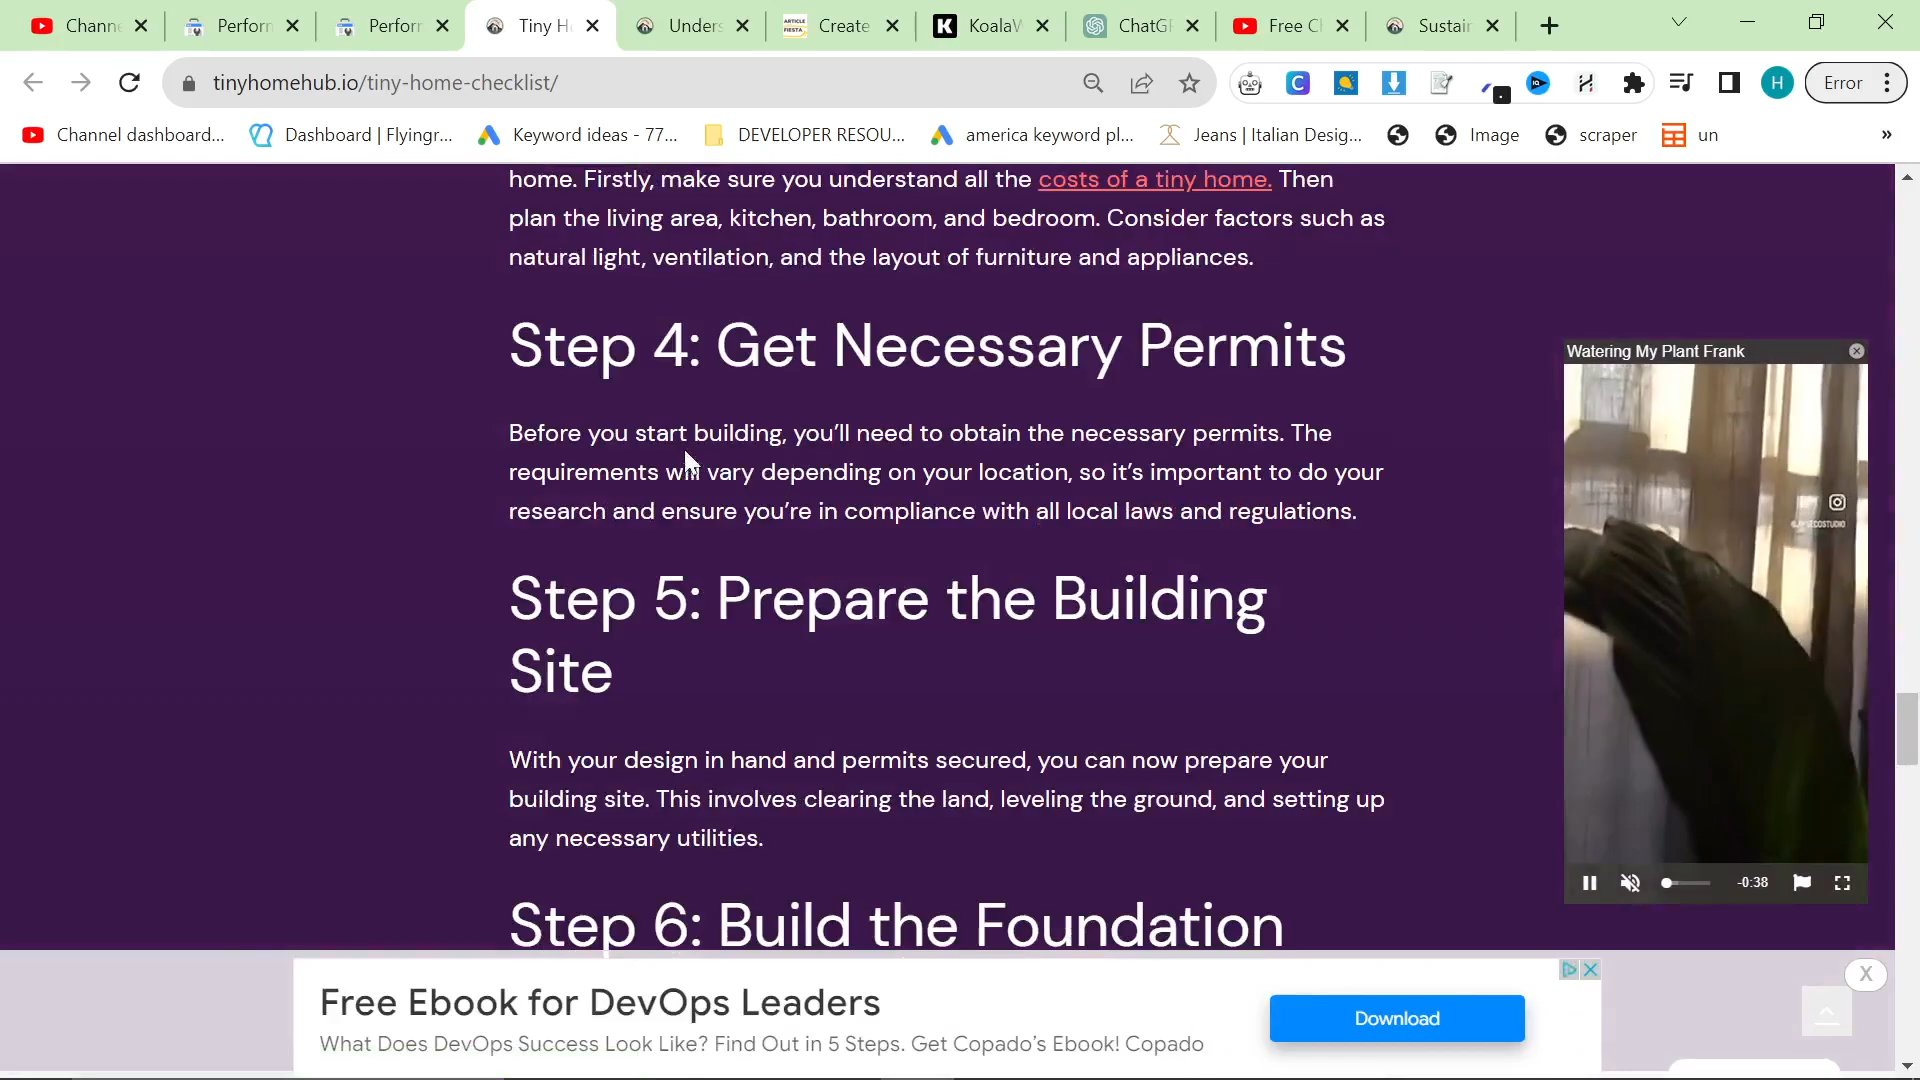 Channe
Perforn
Perforr
Tiny H
Unders
ARTICLE FIESTA
Create
K
KoalaW
ChatGF
Free C
Sustair
tinyhomehub.io/tiny-home-checklist/
C
H
Error
Channel dashboard...
Dashboard | Flyingr...
Keyword ideas - 77...
DEVELOPER RESOU...
america keyword pl...
Jeans | Italian Desig...
Image
scraper
un
»
home. Firstly, make sure you understand all the costs of a tiny home. Then
plan the living area, kitchen, bathroom, and bedroom. Consider factors such as
natural light, ventilation, and the layout of furniture and appliances.
Step 4: Get Necessary Permits
Before you start building, you’ll need to obtain the necessary permits. The
requirements will vary depending on your location, so it’s important to do your
research and ensure you’re in compliance with all local laws and regulations.
Step 5: Prepare the Building
Site
With your design in hand and permits secured, you can now prepare your
building site. This involves clearing the land, leveling the ground, and setting up
any necessary utilities.
Step 6: Build the Foundation
Watering My Plant Frank
-0:38
Free Ebook for DevOps Leaders
What Does DevOps Success Look Like? Find Out in 5 Steps. Get Copado’s Ebook! Copado
Download
X